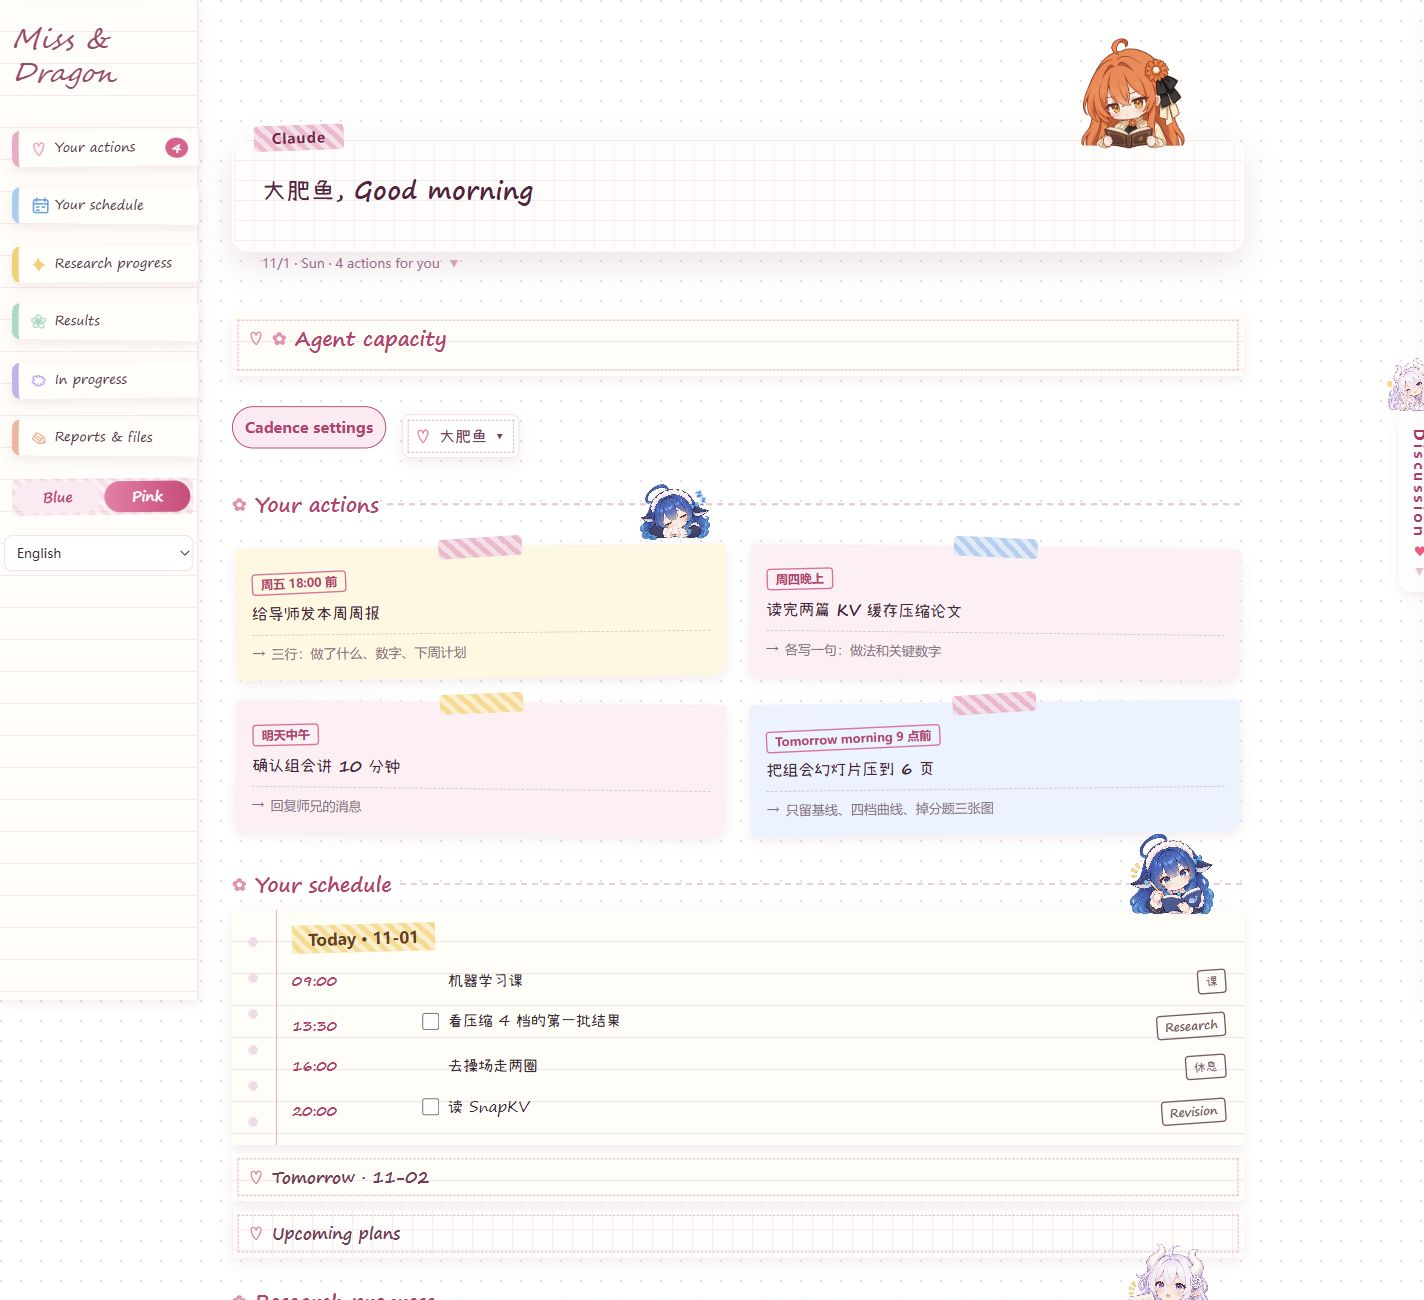 Miss &
Dragon
Your actions 4
Your schedule
Research progress
Results
In progress
Reports & files
Blue Pink
English
Claude
大肥鱼, Good morning
11/1 · Sun · 4 actions for you ▼
Agent capacity
Cadence settings
大肥鱼 ▼
Your actions
周五 18:00 前
给导师发本周周报
→ 三行：做了什么、数字、下周计划
周四晚上
读完两篇 KV 缓存压缩论文
→ 各写一句：做法和关键数字
明天中午
确认组会讲 10 分钟
→ 回复师兄的消息
Tomorrow morning 9 点前
把组会幻灯片压到 6 页
→ 只留基线、四档曲线、掉分题三张图
Your schedule
Today • 11-01
09:00 机器学习课 课
13:30 看压缩 4 档的第一批结果 Research
16:00 去操场走两圈 休息
20:00 读 SnapKV Revision
Tomorrow · 11-02
Upcoming plans
Research progress
Discussion